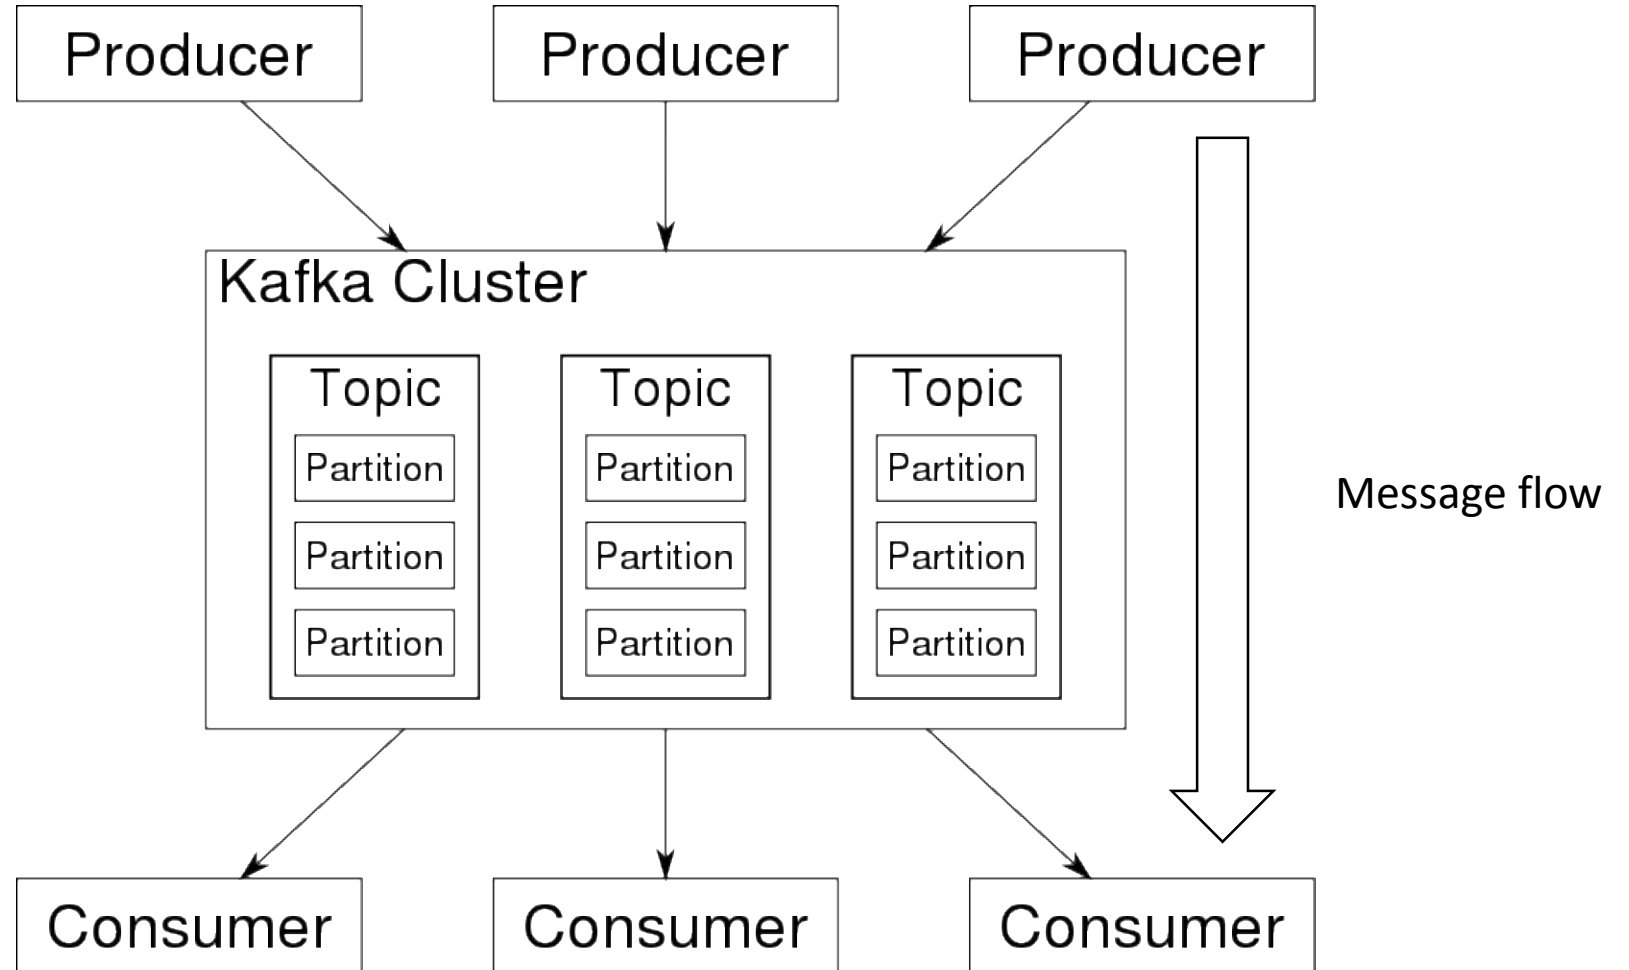 Producer
Producer
Producer
Kafka Cluster
Topic
Topic
Topic
Partition
Partition
Partition
Partition
Partition
Partition
Partition
Partition
Partition
Message flow
Consumer
Consumer
Consumer